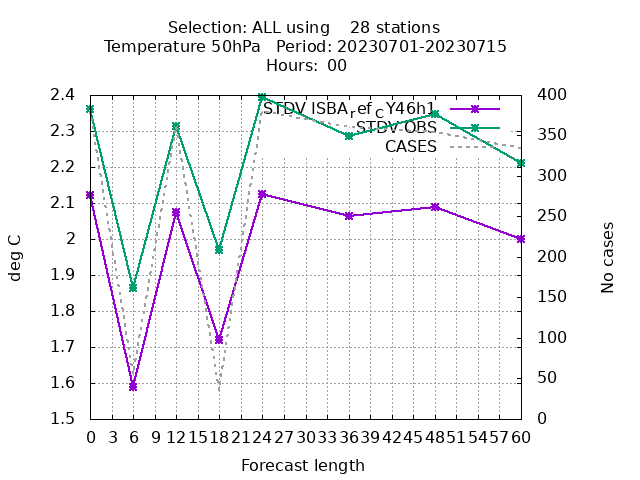 Selection: ALL using 28 stations
Temperature 50hPa Period: 20230701-20230715
Hours: 00
2.4
2.3
2.2
2.1
2
1.9
1.8
1.7
1.6
1.5
deg C
STDV ISBA_ref_CY46h1
STDV OBS
CASES
400
350
300
250
200
150
100
50
0
No cases
0 3 6 9 12 15 18 21 24 27 30 33 36 39 42 45 48 51 54 57 60
Forecast length